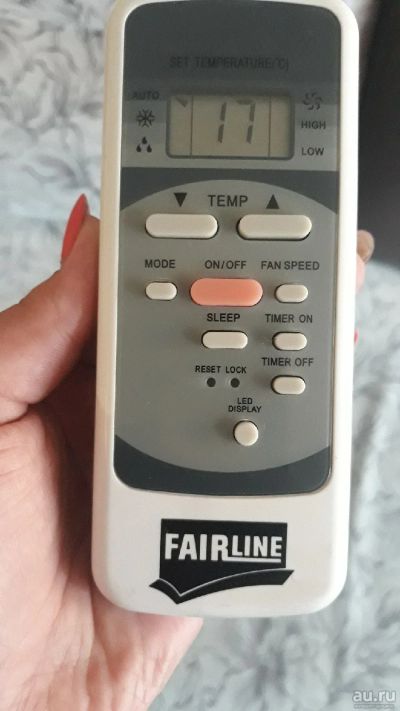 SET TEMPERATURE(°C)
AUTO
17
HIGH
LOW
▼ TEMP ▲
MODE ON/OFF FAN SPEED
SLEEP TIMER ON
TIMER OFF
RESET LOCK
LED
DISPLAY
FAIRLINE
au.ru